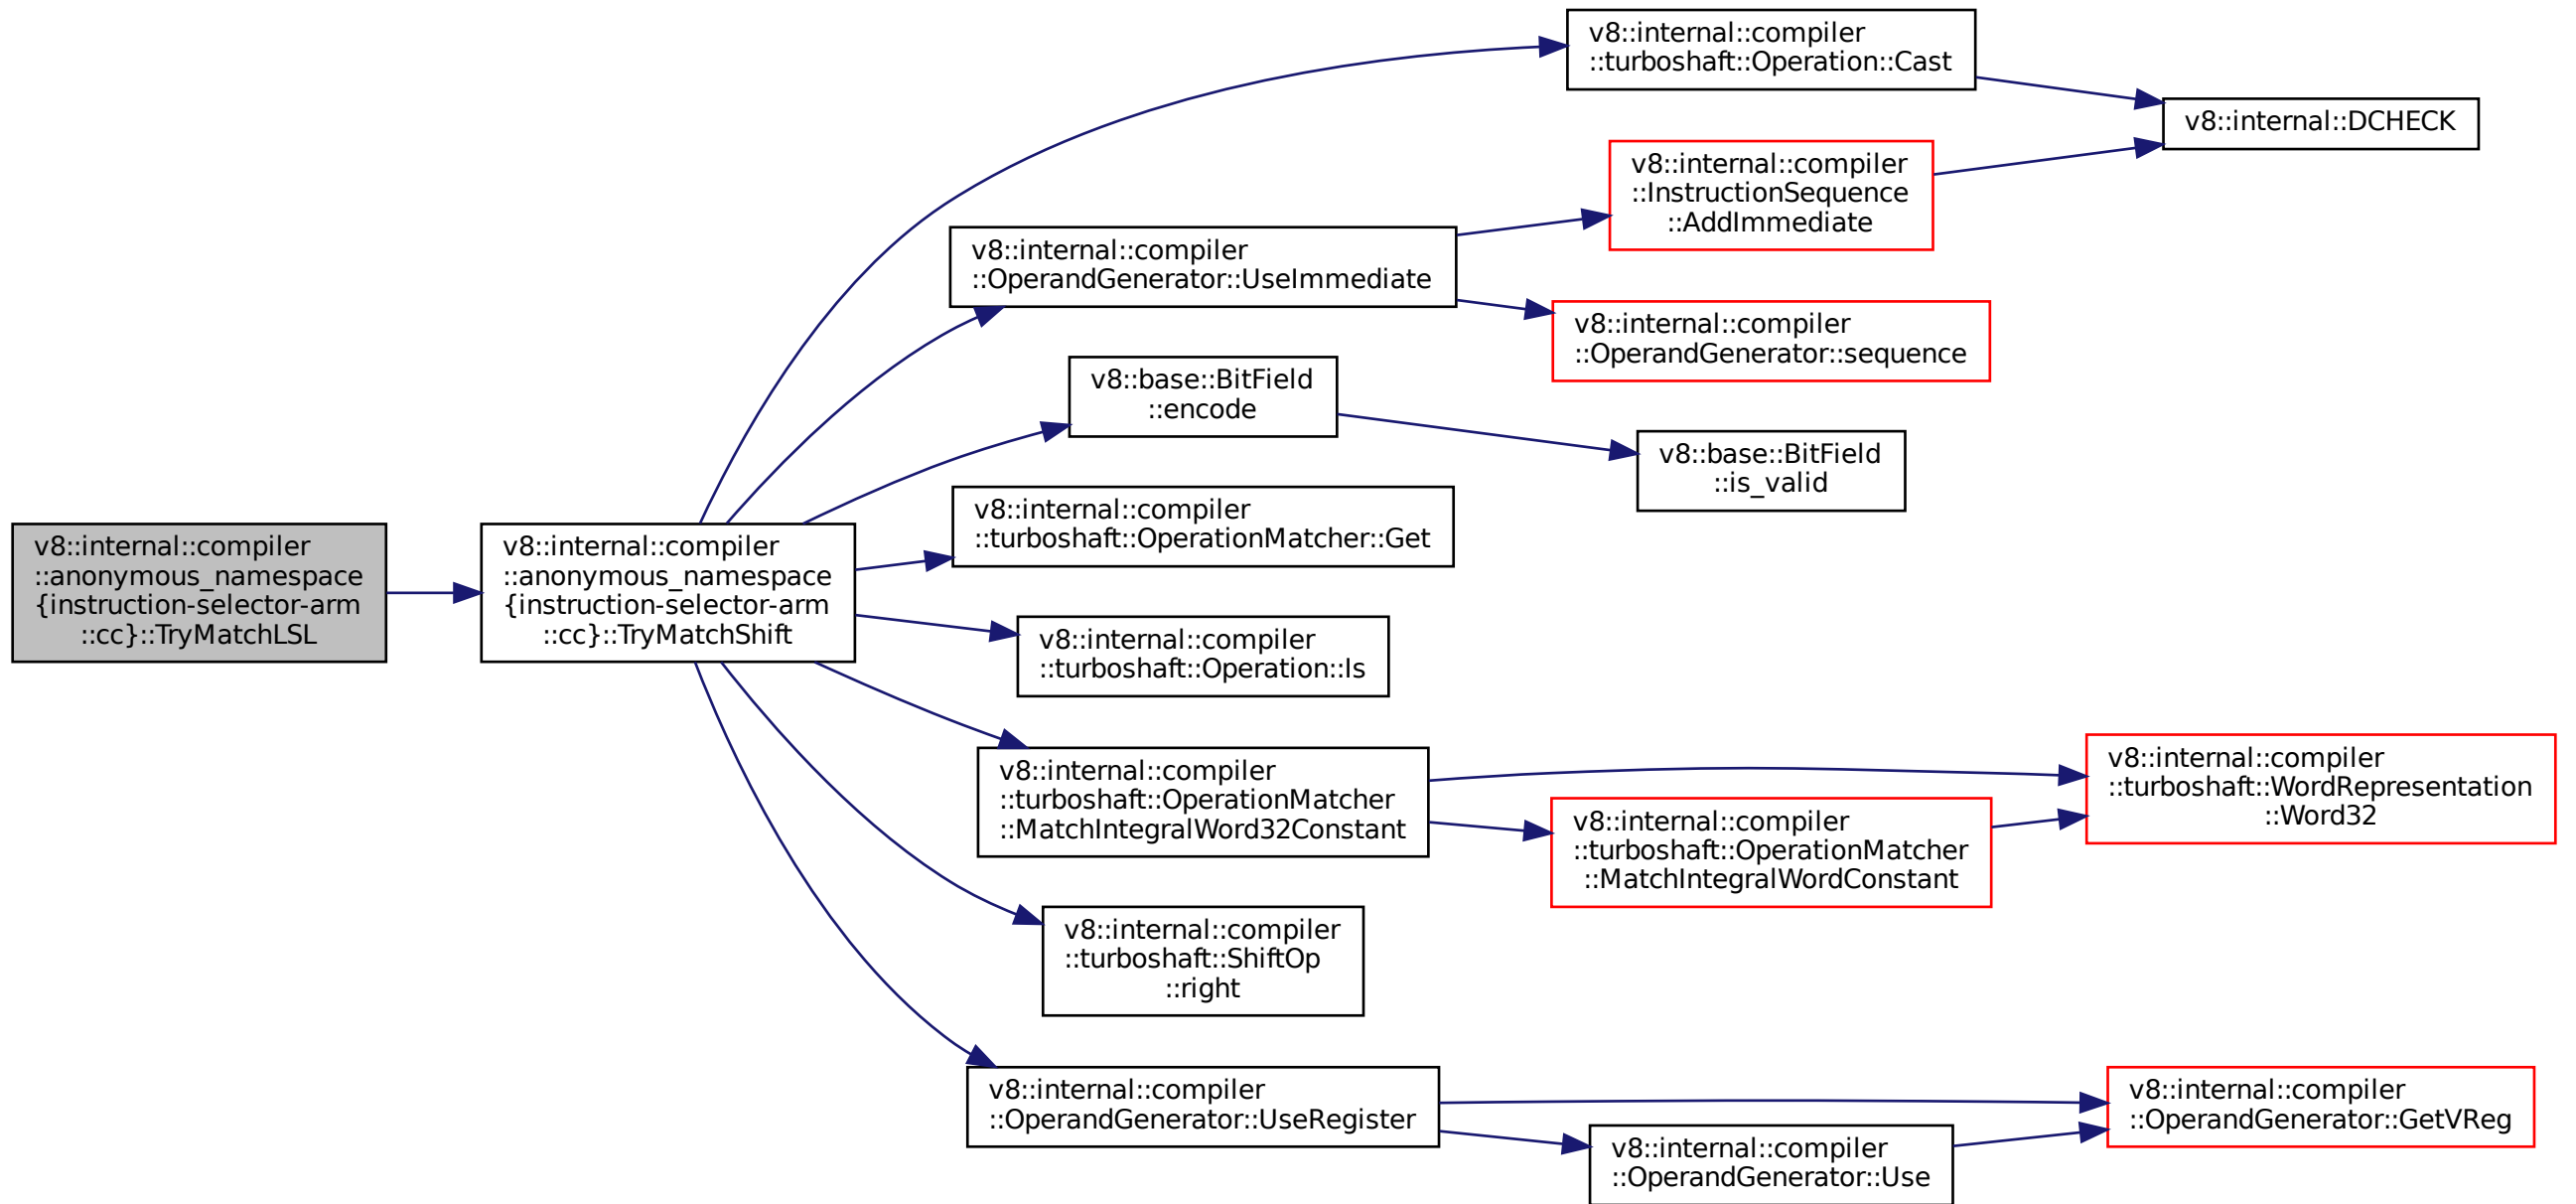 v8::internal::compiler
::anonymous_namespace
{instruction-selector-arm
::cc}::TryMatchLSL
v8::internal::compiler
::anonymous_namespace
{instruction-selector-arm
::cc}::TryMatchShift
v8::internal::compiler
::turboshaft::Operation::Cast
v8::internal::DCHECK
v8::internal::compiler
::OperandGenerator::UseImmediate
v8::internal::compiler
::InstructionSequence
::AddImmediate
v8::internal::compiler
::OperandGenerator::sequence
v8::base::BitField
::encode
v8::base::BitField
::is_valid
v8::internal::compiler
::turboshaft::OperationMatcher::Get
v8::internal::compiler
::turboshaft::Operation::Is
v8::internal::compiler
::turboshaft::OperationMatcher
::MatchIntegralWord32Constant
v8::internal::compiler
::turboshaft::WordRepresentation
::Word32
v8::internal::compiler
::turboshaft::OperationMatcher
::MatchIntegralWordConstant
v8::internal::compiler
::turboshaft::ShiftOp
::right
v8::internal::compiler
::OperandGenerator::UseRegister
v8::internal::compiler
::OperandGenerator::GetVReg
v8::internal::compiler
::OperandGenerator::Use